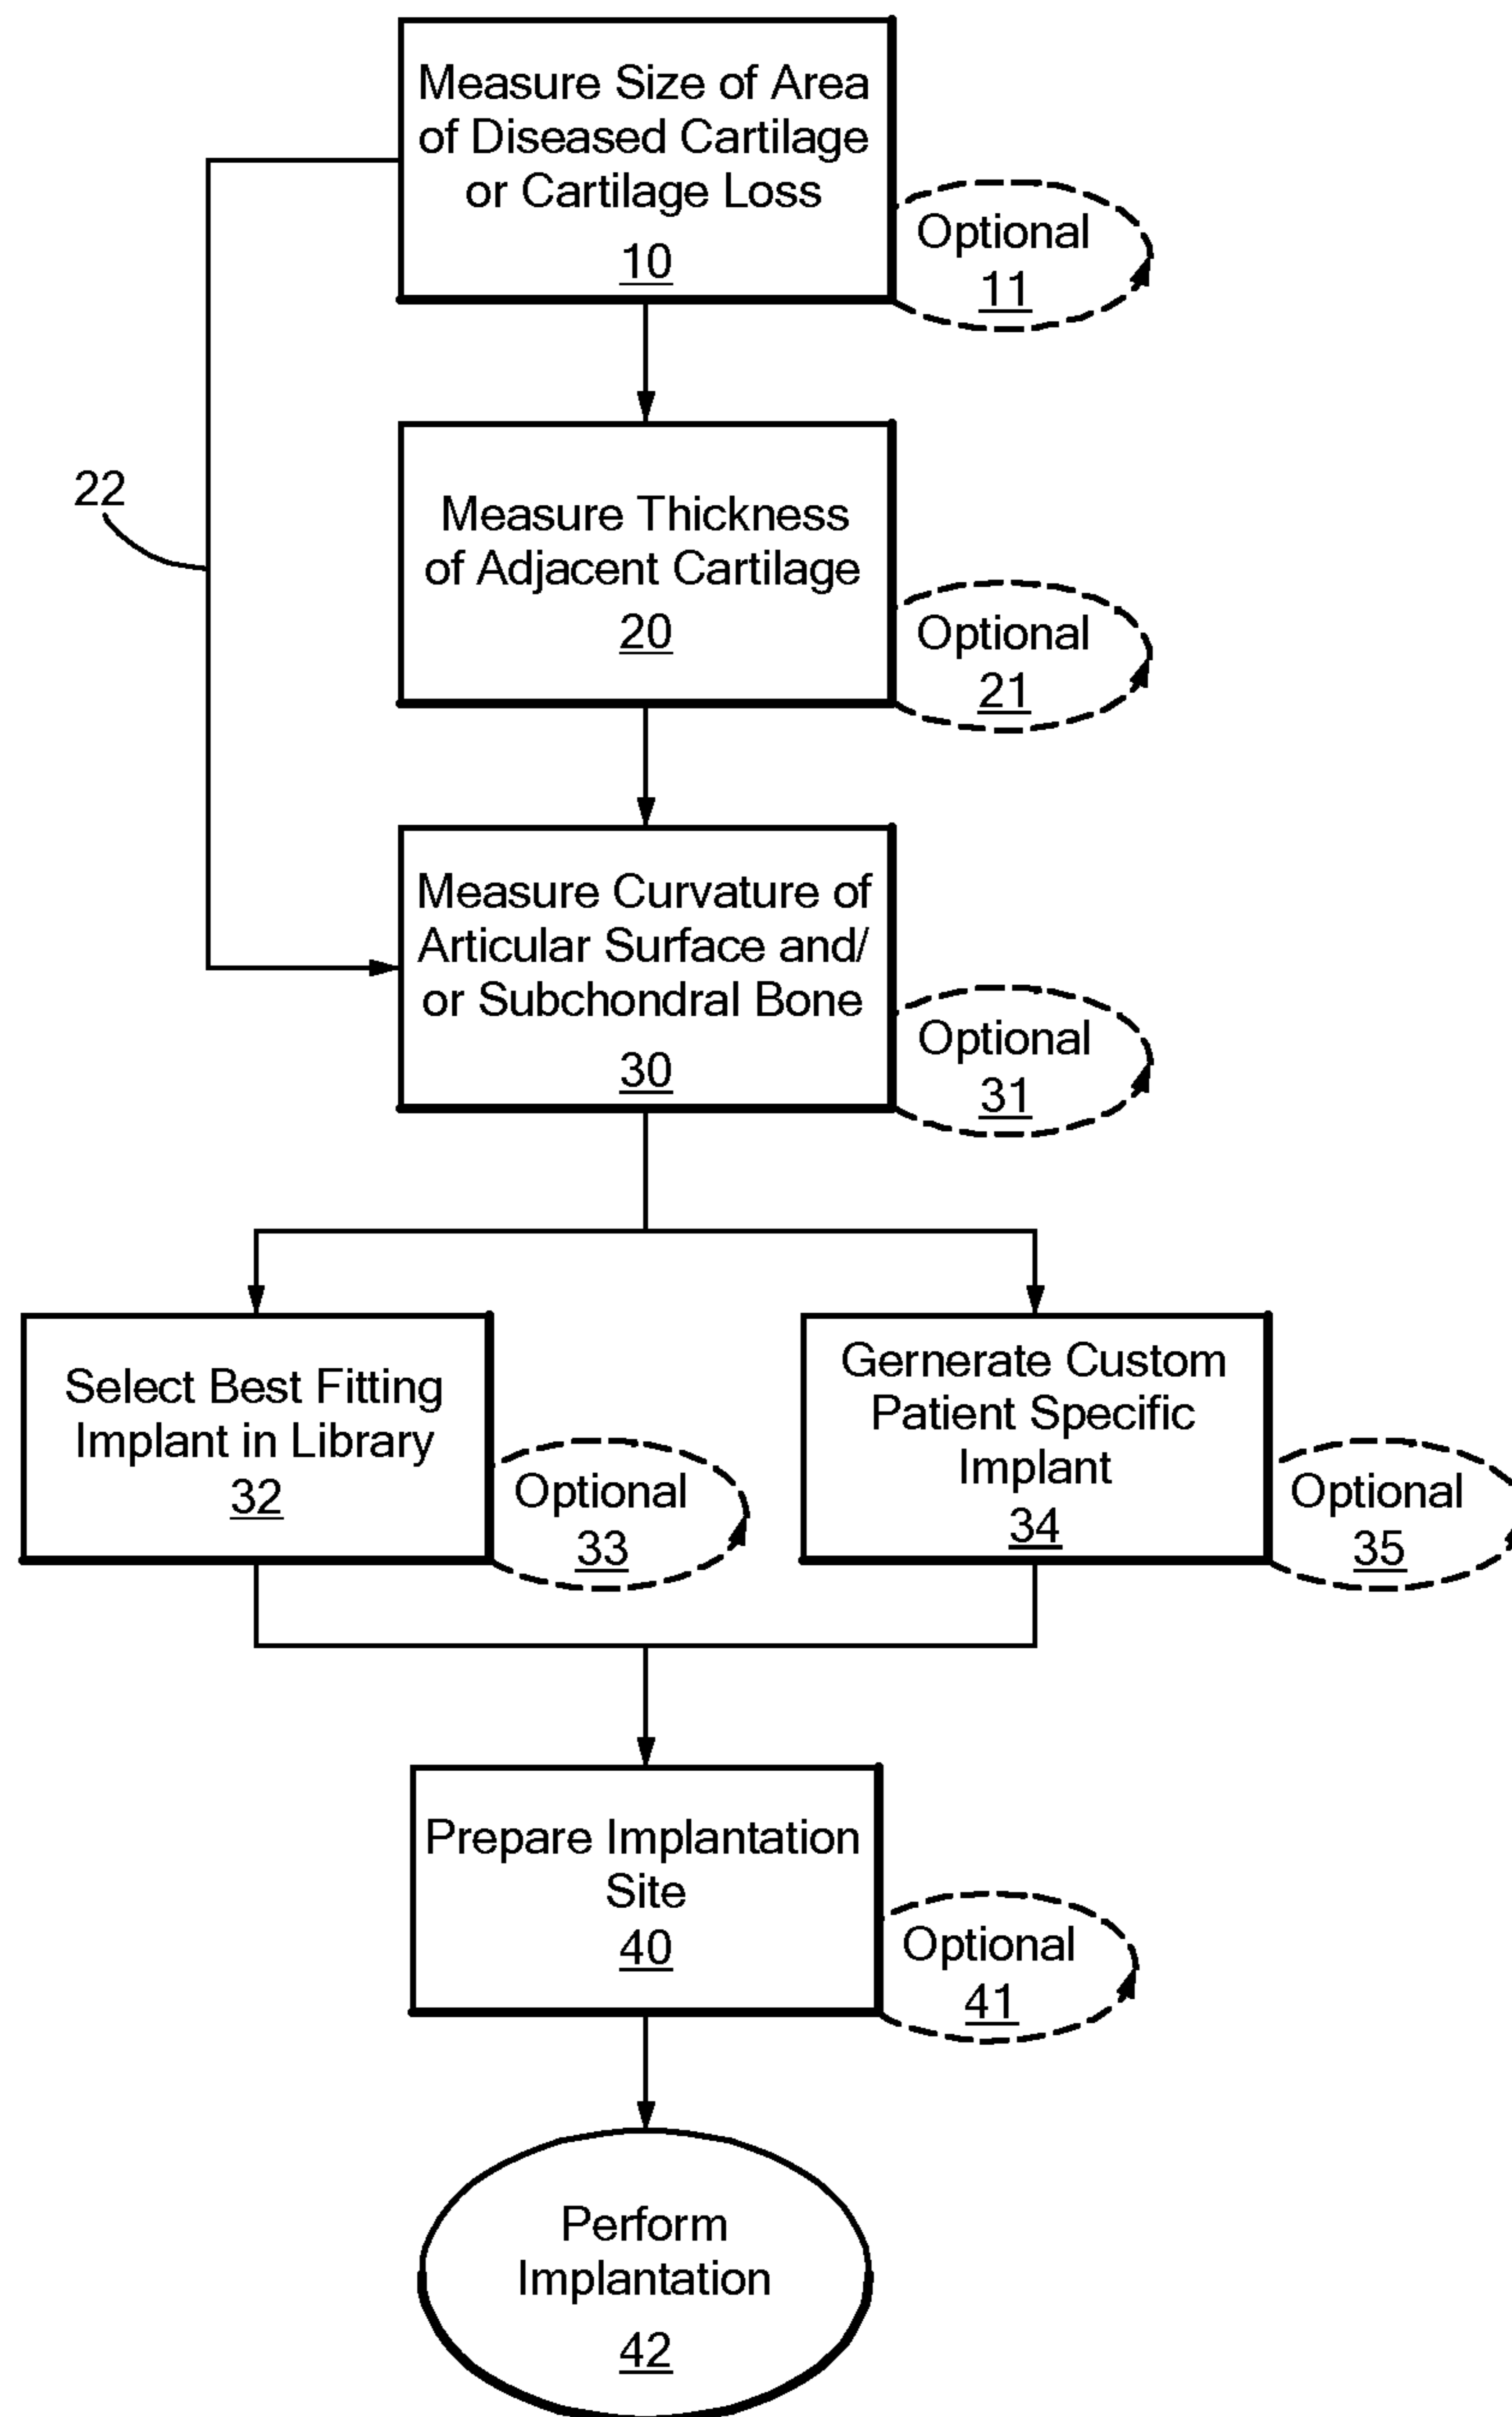 Measure Size of Area
of Diseased Cartilage
or Cartilage Loss
10
Optional
11
22
Measure Thickness
of Adjacent Cartilage
20
Optional
21
Measure Curvature of
Articular Surface and/
or Subchondral Bone
30
Optional
31
Select Best Fitting
Implant in Library
32
Optional
33
Gernerate Custom
Patient Specific
Implant
34
Optional
35
Prepare Implantation
Site
40
Optional
41
Perform
Implantation
42